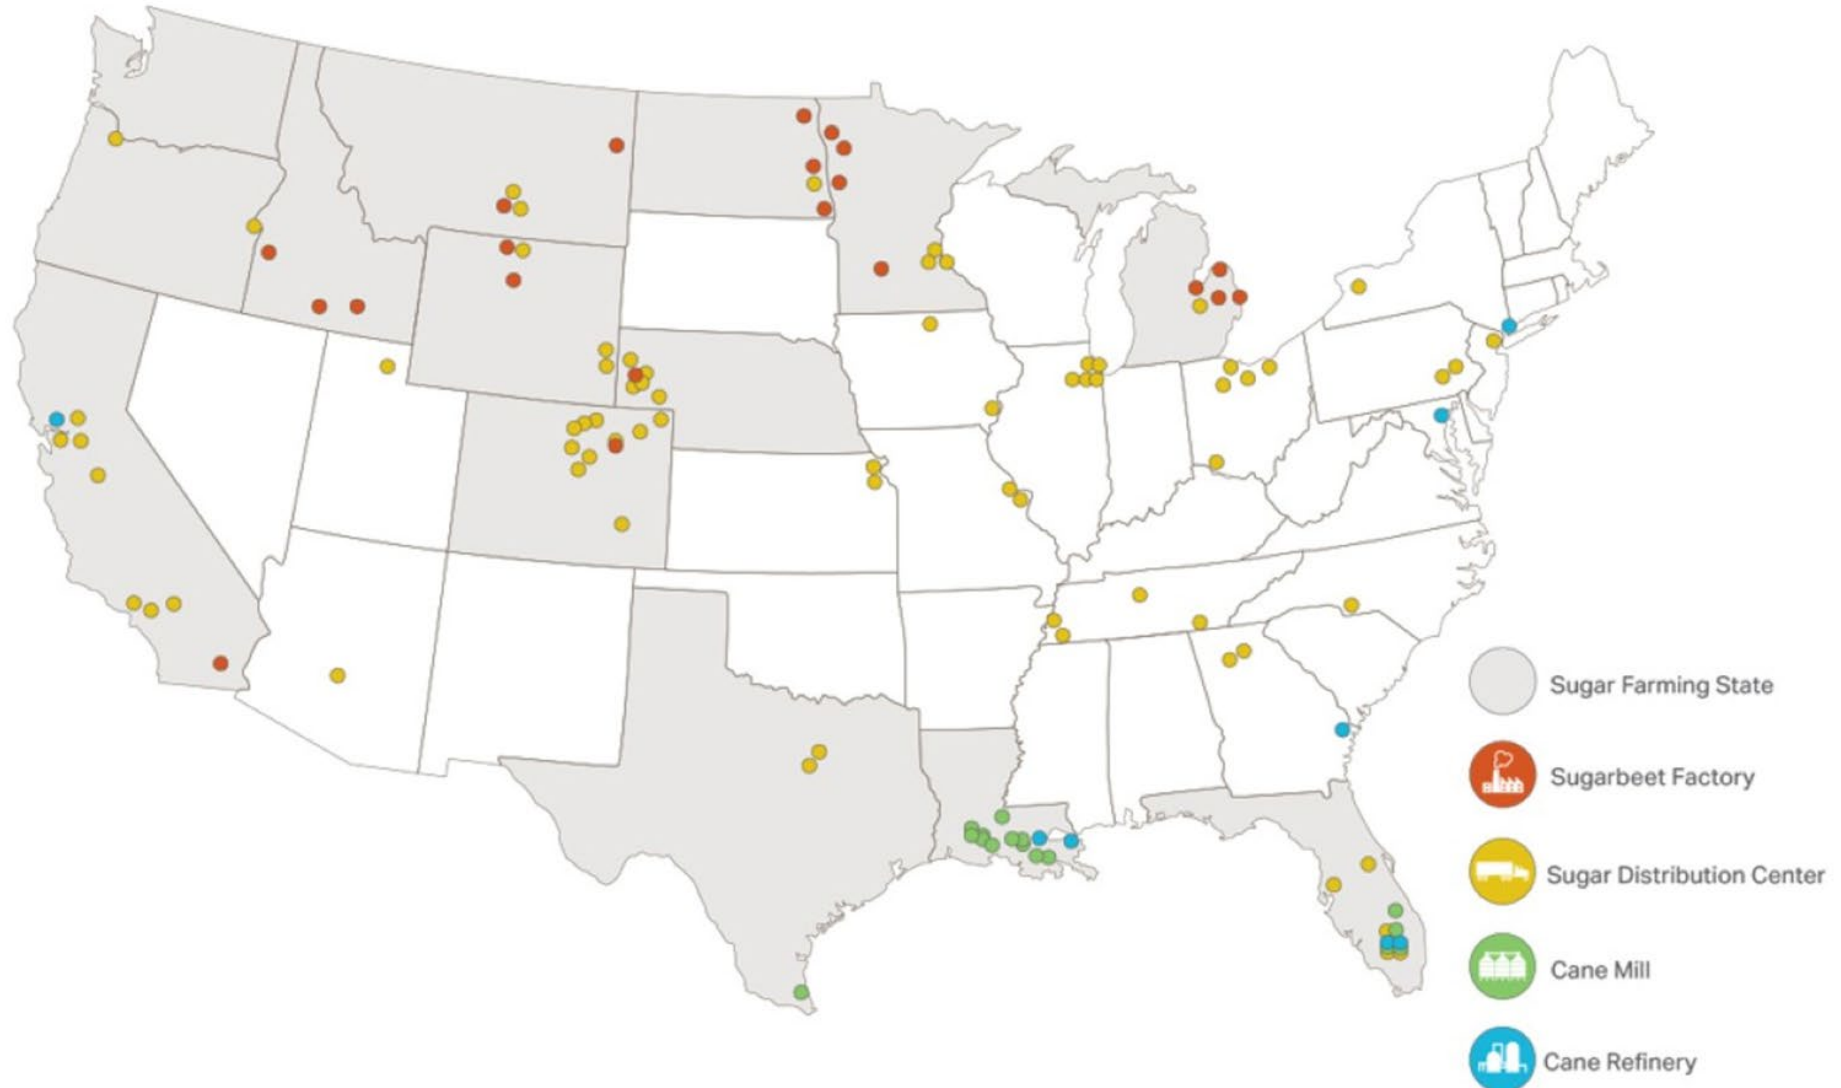 Sugar Farming State
Sugarbeet Factory
Sugar Distribution Center
Cane Mill
Cane Refinery